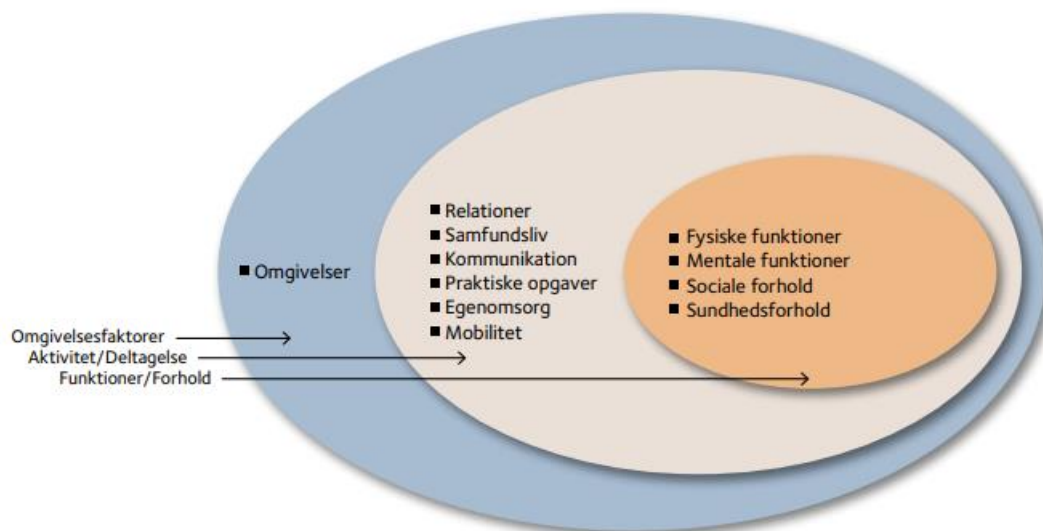 ■ Relationer
■ Samfundsliv
■ Kommunikation
■ Praktiske opgaver
■ Egenomsorg
■ Mobilitet
■ Fysiske funktioner
■ Mentale funktioner
■ Sociale forhold
■ Sundhedsforhold
■ Omgivelser
Omgivelsesfaktorer
Aktivitet/Deltagelse
Funktioner/Forhold